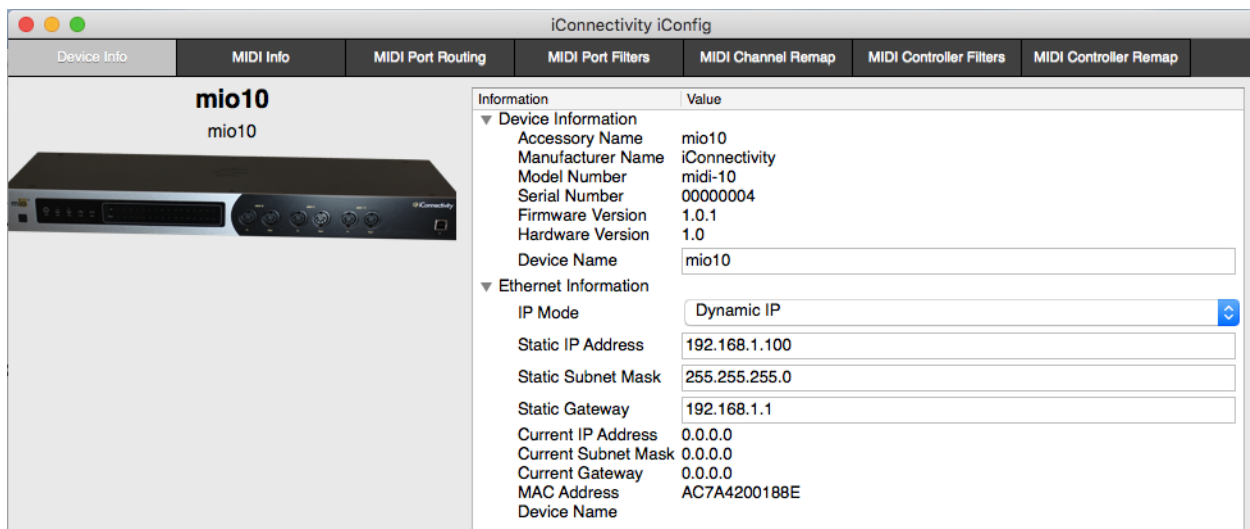 iConnectivity iConfig
Device Info MIDI Info MIDI Port Routing MIDI Port Filters MIDI Channel Remap MIDI Controller Filters MIDI Controller Remap
mio10
mio10
iConnectivity
Information Value
Device Information
Accessory Name mio10
Manufacturer Name iConnectivity
Model Number midi-10
Serial Number 00000004
Firmware Version 1.0.1
Hardware Version 1.0
Device Name mio10
Ethernet Information
IP Mode Dynamic IP
Static IP Address 192.168.1.100
Static Subnet Mask 255.255.255.0
Static Gateway 192.168.1.1
Current IP Address 0.0.0.0
Current Subnet Mask 0.0.0.0
Current Gateway 0.0.0.0
MAC Address AC7A4200188E
Device Name